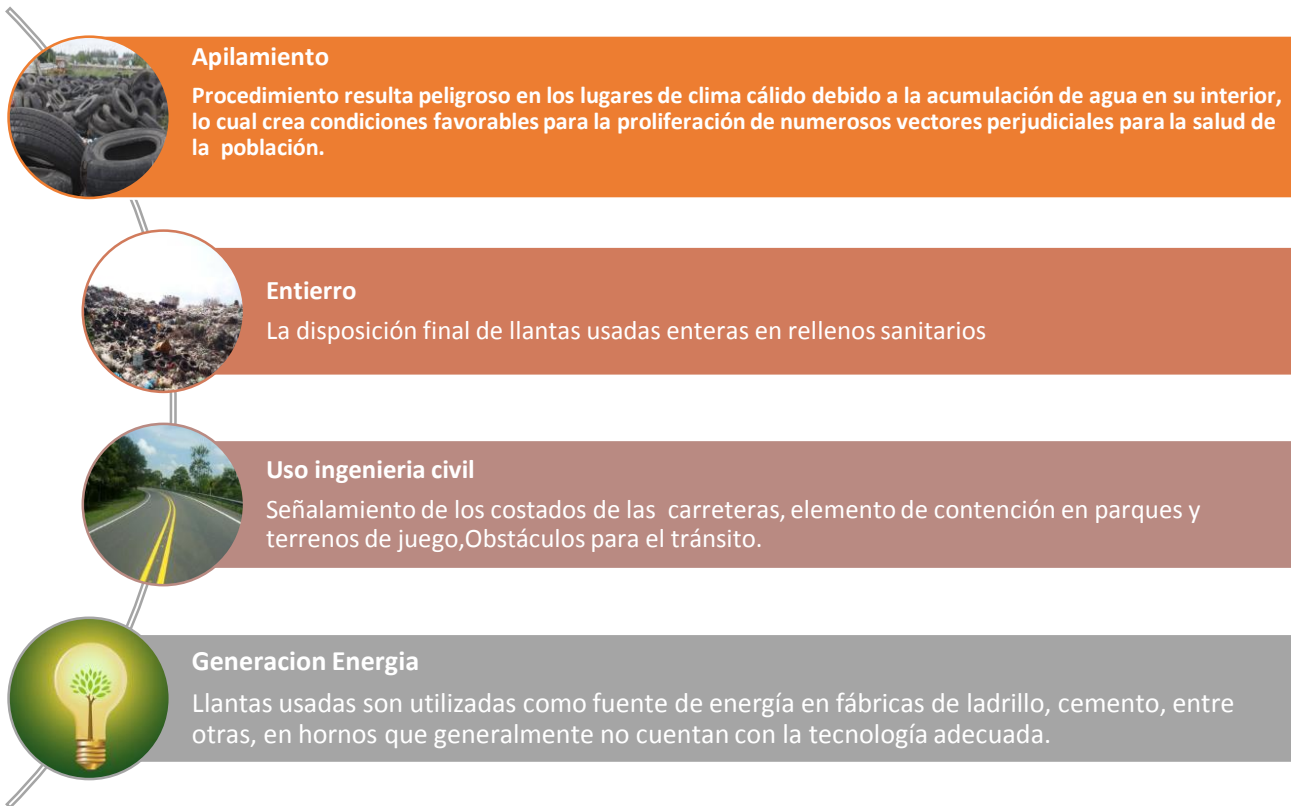 Apilamiento
Procedimiento resulta peligroso en los lugares de clima cálido debido a la acumulación de agua en su interior,
lo cual crea condiciones favorables para la proliferación de numerosos vectores perjudiciales para la salud de
la población.
Entierro
La disposición final de llantas usadas enteras en rellenos sanitarios
Uso ingenieria civil
Señalamiento de los costados de las carreteras, elemento de contención en parques y
terrenos de juego,Obstáculos para el tránsito.
Generacion Energia
Llantas usadas son utilizadas como fuente de energía en fábricas de ladrillo, cemento, entre
otras, en hornos que generalmente no cuentan con la tecnología adecuada.